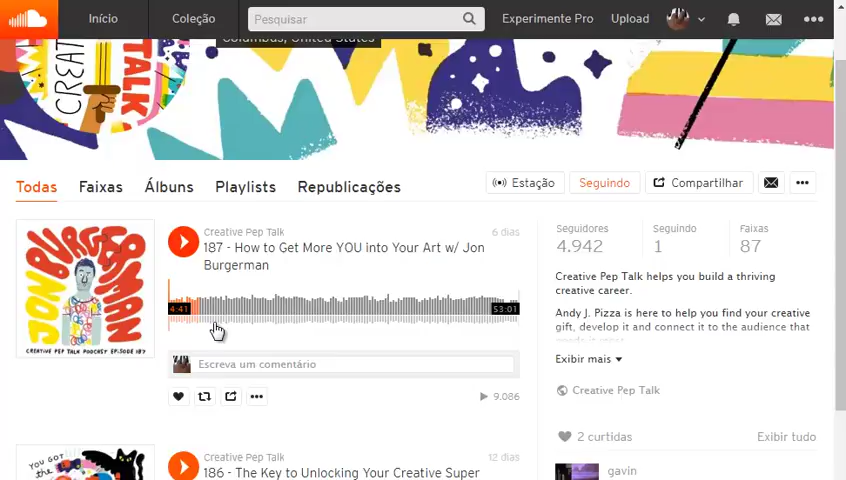 Início
Coleção
Pesquisar
Experimente Pro
Upload
Columbus, United States
CREAT
TALK
Todas
Faixas
Álbuns
Playlists
Republicações
Estação
Seguindo
Compartilhar
JON
BURGERMAN
CREATIVE PEP TALK PODCAST EPISODE 187
Creative Pep Talk
6 dias
187 - How to Get More YOU into Your Art w/ Jon
Burgerman
4:41
53:01
Escreva um comentário
9.086
Seguidores
4.942
Seguindo
1
Faixas
87
Creative Pep Talk helps you build a thriving
creative career.
Andy J. Pizza is here to help you find your creative
gift, develop it and connect it to the audience that
Exibir mais
Creative Pep Talk
2 curtidas
Exibir tudo
gavin
YOU GOT
Creative Pep Talk
12 dias
186 - The Key to Unlocking Your Creative Super